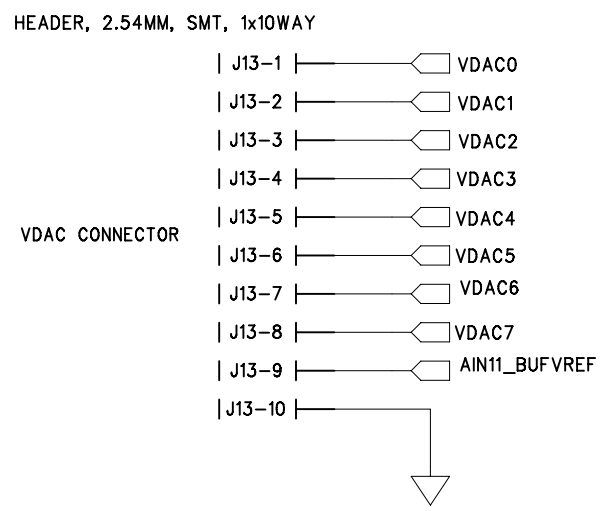 HEADER, 2.54MM, SMT, 1x10WAY
J13-1 VDAC0
J13-2 VDAC1
J13-3 VDAC2
J13-4 VDAC3
J13-5 VDAC4
VDAC CONNECTOR
J13-6 VDAC5
J13-7 VDAC6
J13-8 VDAC7
J13-9 AIN11_BUFVREF
J13-10